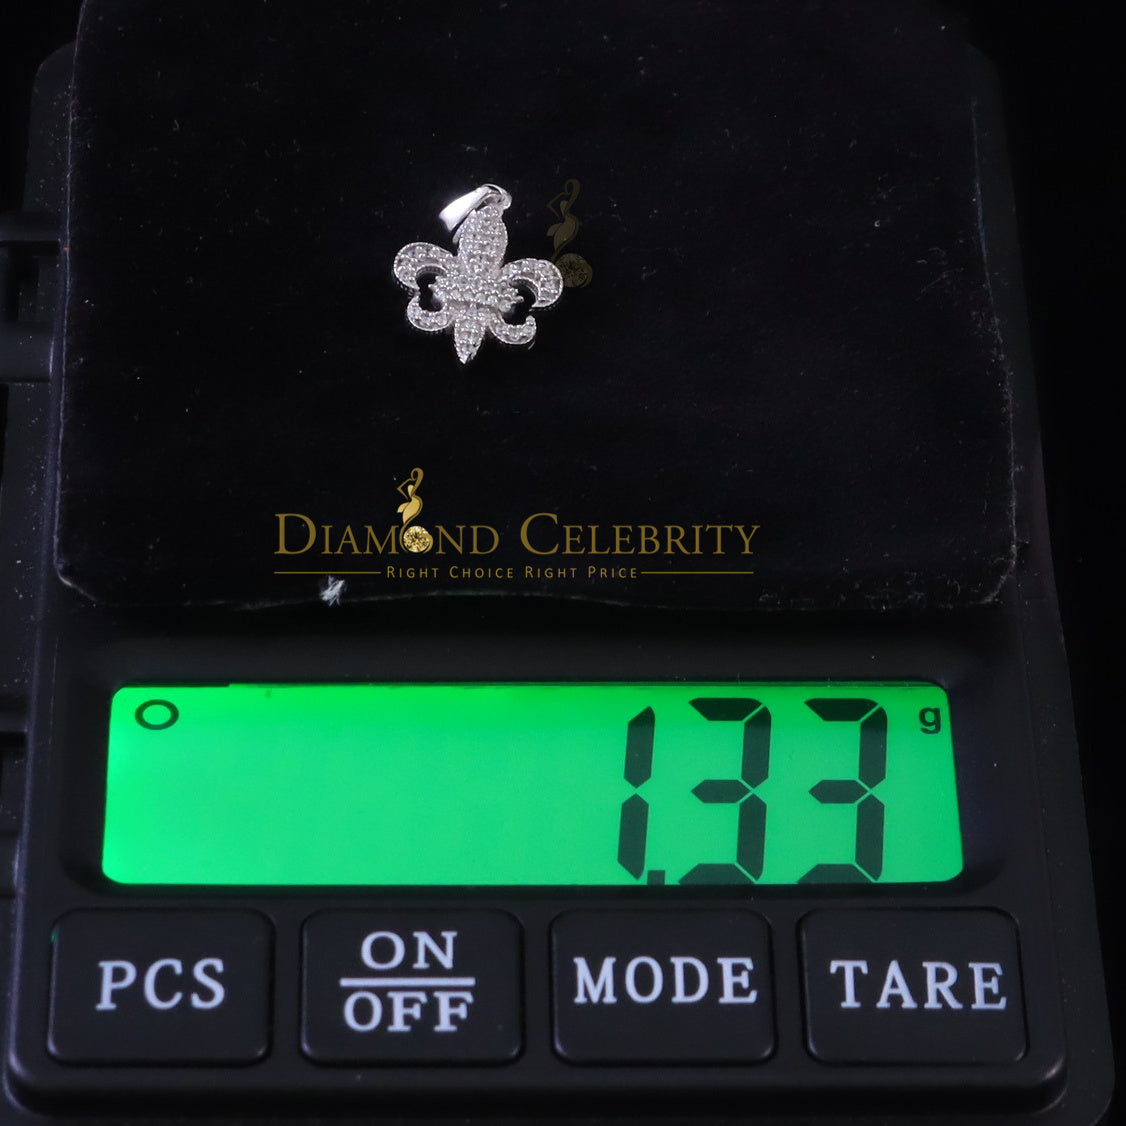 DIAMOND CELEBRITY
RIGHT CHOICE RIGHT PRICE
O
1.33 g
PCS
ON
OFF
MODE
TARE